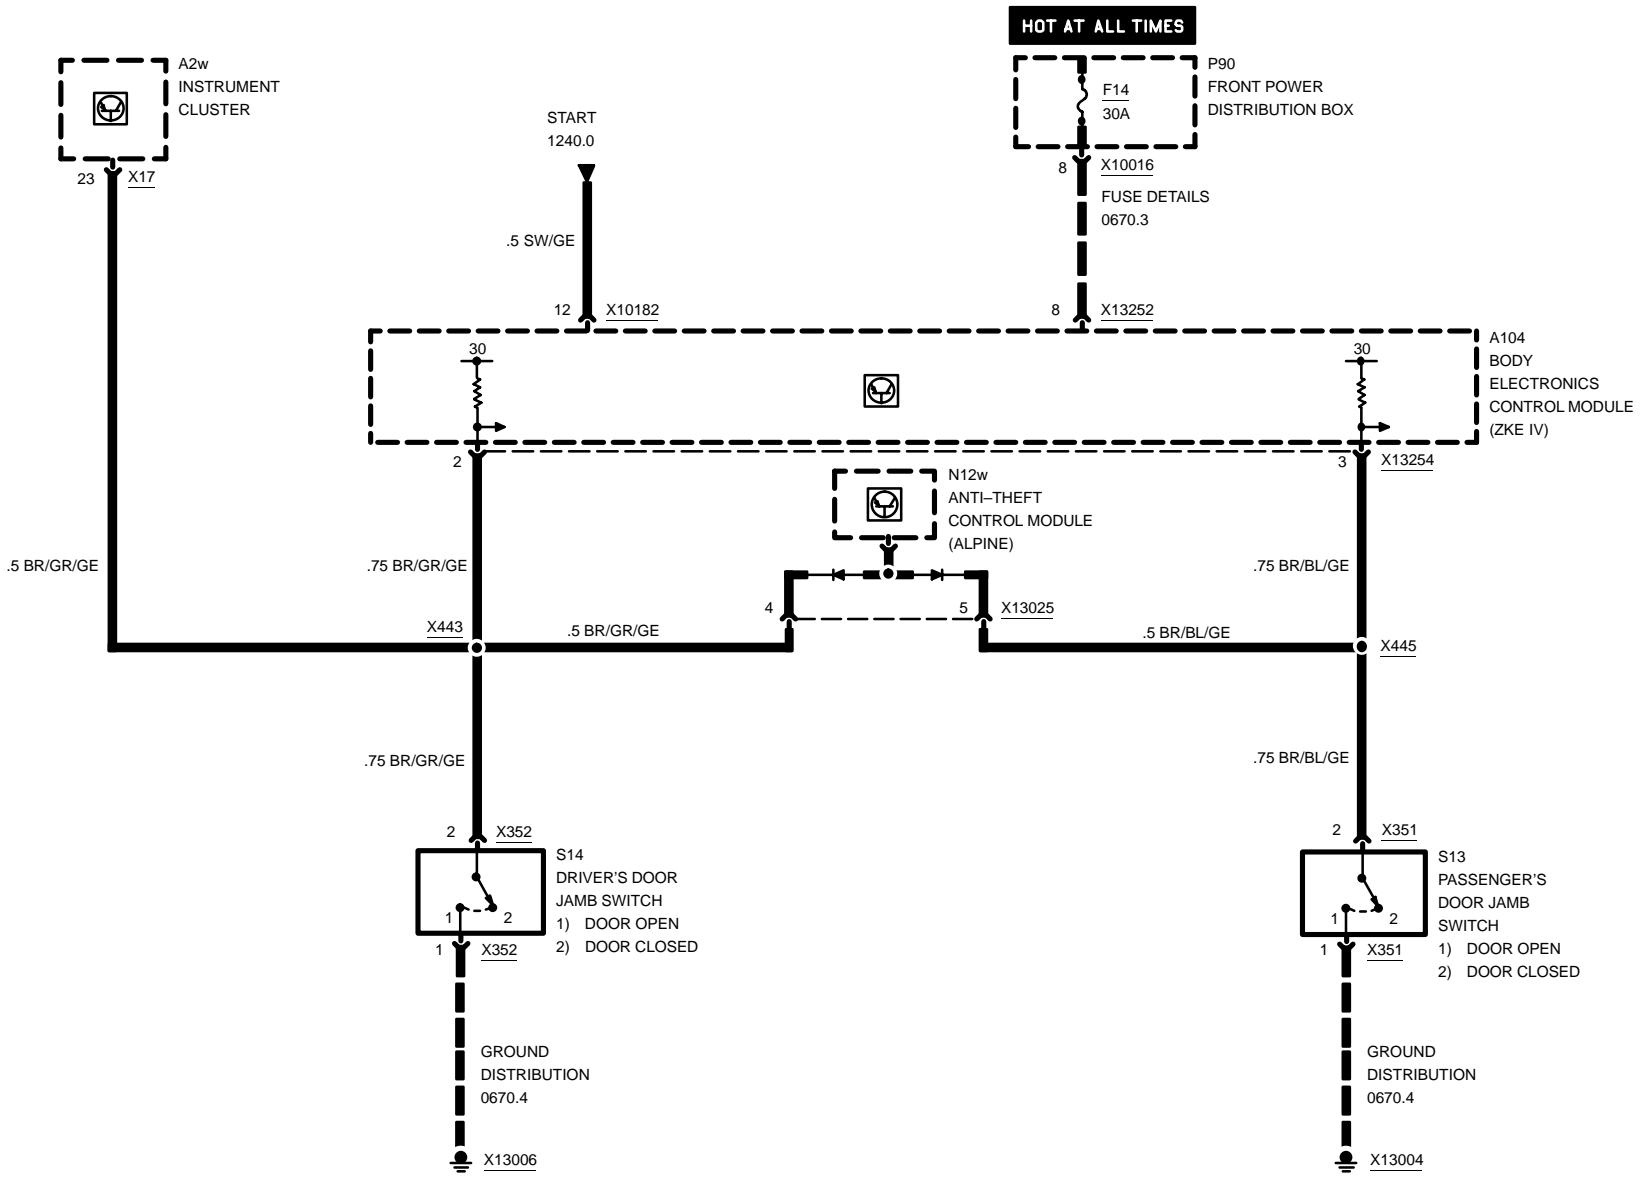 HOT AT ALL TIMES
A2w
INSTRUMENT
CLUSTER
23
X17
START
1240.0
.5 SW/GE
12
X10182
P90
FRONT POWER
DISTRIBUTION BOX
F14
30A
8
X10016
FUSE DETAILS
0670.3
8
X13252
30
30
A104
BODY
ELECTRONICS
CONTROL MODULE
(ZKE IV)
2
3
X13254
N12w
ANTI–THEFT
CONTROL MODULE
(ALPINE)
.5 BR/GR/GE
.75 BR/GR/GE
.75 BR/BL/GE
4
5
X13025
X443
.5 BR/GR/GE
.5 BR/BL/GE
X445
.75 BR/GR/GE
.75 BR/BL/GE
2
X352
S14
DRIVER'S DOOR
JAMB SWITCH
1) DOOR OPEN
2) DOOR CLOSED
1
2
1
X352
2
X351
S13
PASSENGER'S
DOOR JAMB
SWITCH
1) DOOR OPEN
2) DOOR CLOSED
1
2
1
X351
GROUND
DISTRIBUTION
0670.4
X13006
GROUND
DISTRIBUTION
0670.4
X13004